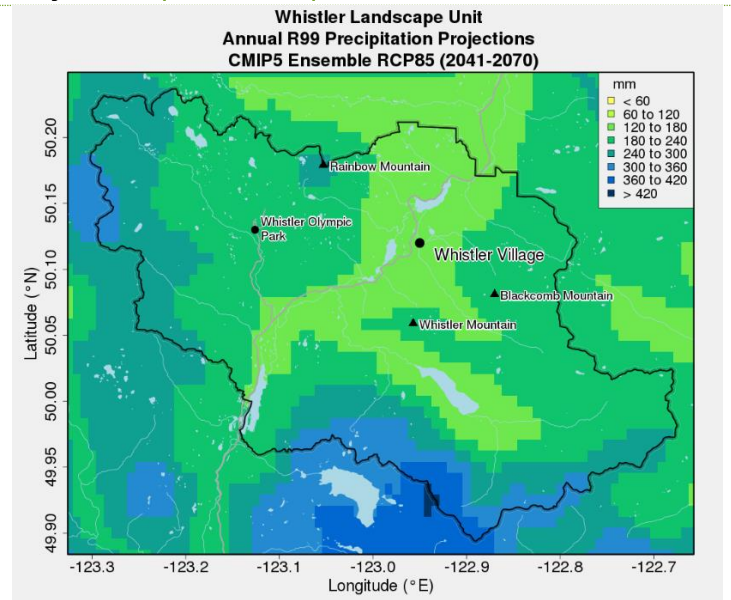 Whistler Landscape Unit
Annual R99 Precipitation Projections
CMIP5 Ensemble RCP85 (2041-2070)
mm
< 60
60 to 120
120 to 180
180 to 240
240 to 300
300 to 360
360 to 420
> 420
Rainbow Mountain
Whistler Olympic
Park
Whistler Village
Blackcomb Mountain
Whistler Mountain
Latitude (°N)
50.20
50.15
50.10
50.05
50.00
49.95
49.90
-123.3 -123.2 -123.1 -123.0 -122.9 -122.8 -122.7
Longitude (°E)